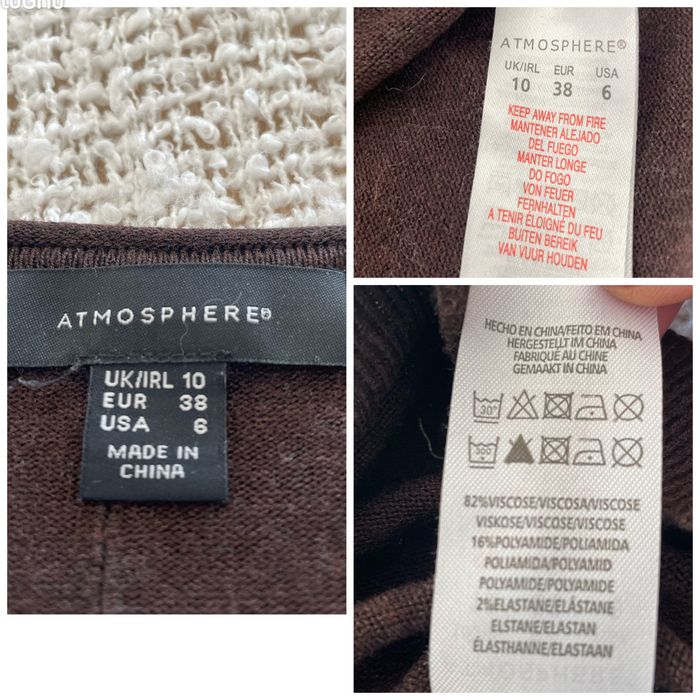 ATMOSPHERE®
UK/IRL 10
EUR 38
USA 6
MADE IN
CHINA
ATMOSPHERE®
UK/IRL EUR USA
10 38 6
KEEP AWAY FROM FIRE
MANTENER ALEJADO
DEL FUEGO
MANTER LONGE
DO FOGO
VON FEUER
FERNHALTEN
A TENIR ÉLOIGNÉ DU FEU
BUITEN BEREIK
VAN VUUR HOUDEN
HECHO EN CHINA/FEITO EM CHINA
HERGESTELLT IM CHINA
FABRIQUÉ AU CHINE
GEMAAKT IN CHINA
30°
300°
82%VISCOSE/VISCOSA/VISCOSE
VISKOSE/VISCOSE/VISCOSE
16%POLYAMIDE/POLIAMIDA
POLIAMIDA/POLYAMID
POLYAMIDE/POLYAMIDE
2%ELASTANE/ELÁSTANE
ELSTANE/ELASTAN
ÉLASTHANNE/ELASTAAN